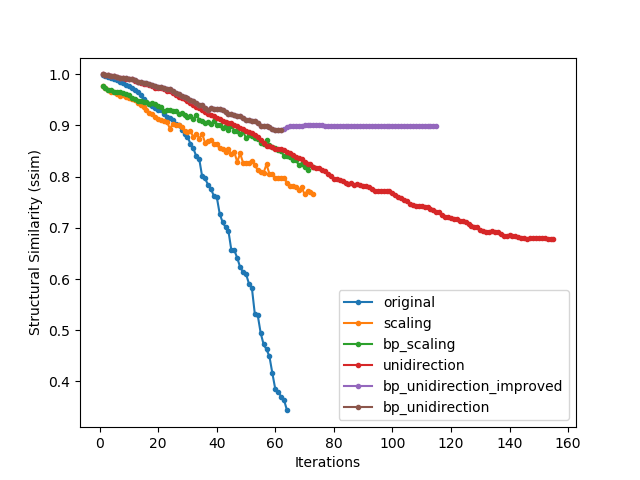 1.0
0.9
0.8
0.7
0.6
0.5
0.4
Structural Similarity (ssim)
original
scaling
bp_scaling
unidirection
bp_unidirection_improved
bp_unidirection
0 20 40 60 80 100 120 140 160
Iterations